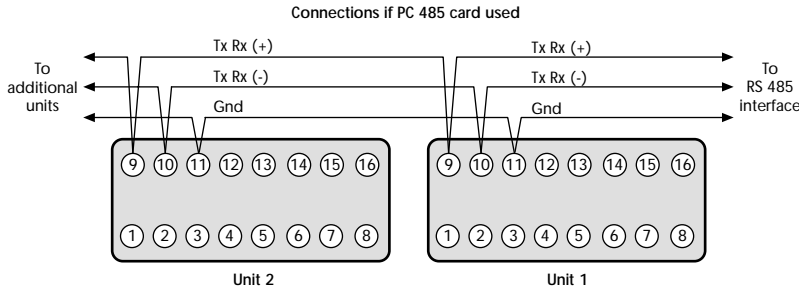 Connections if PC 485 card used
Tx Rx (+) Tx Rx (+)
To additional units
Tx Rx (-) Tx Rx (-)
To RS 485 interface
Gnd Gnd
9 10 11 12 13 14 15 16
9 10 11 12 13 14 15 16
1 2 3 4 5 6 7 8
1 2 3 4 5 6 7 8
Unit 2 Unit 1